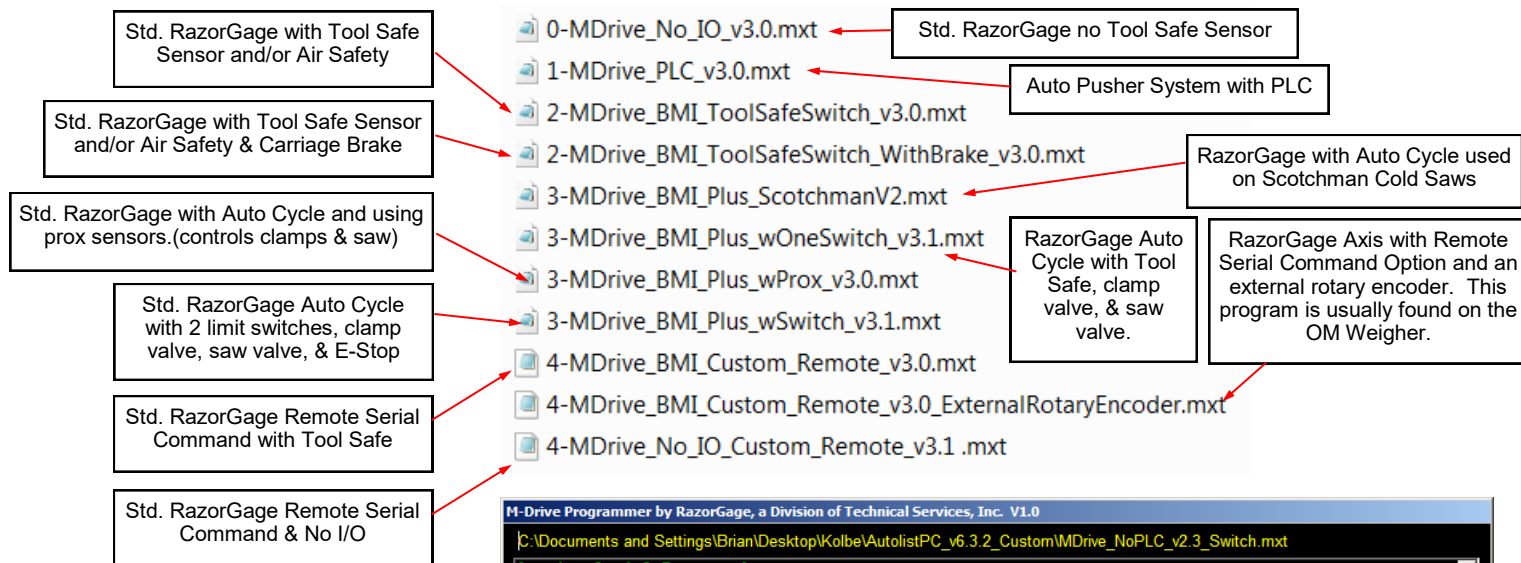 Std. RazorGage with Tool Safe
Sensor and/or Air Safety
Std. RazorGage with Tool Safe Sensor
and/or Air Safety & Carriage Brake
Std. RazorGage with Auto Cycle and using
prox sensors.(controls clamps & saw)
Std. RazorGage Auto Cycle
with 2 limit switches, clamp
valve, saw valve, & E-Stop
Std. RazorGage Remote Serial
Command with Tool Safe
Std. RazorGage Remote Serial
Command & No I/O
0-MDrive_No_IO_v3.0.mxt
1-MDrive_PLC_v3.0.mxt
2-MDrive_BMI_ToolSafeSwitch_v3.0.mxt
2-MDrive_BMI_ToolSafeSwitch_WithBrake_v3.0.mxt
3-MDrive_BMI_Plus_ScotchmanV2.mxt
3-MDrive_BMI_Plus_wOneSwitch_v3.1.mxt
3-MDrive_BMI_Plus_wProx_v3.0.mxt
3-MDrive_BMI_Plus_wSwitch_v3.1.mxt
4-MDrive_BMI_Custom_Remote_v3.0.mxt
4-MDrive_BMI_Custom_Remote_v3.0_ExternalRotaryEncoder.mxt
4-MDrive_No_IO_Custom_Remote_v3.1 .mxt
Std. RazorGage no Tool Safe Sensor
Auto Pusher System with PLC
RazorGage with Auto Cycle used
on Scotchman Cold Saws
RazorGage Auto
Cycle with Tool
Safe, clamp
valve, & saw
valve.
RazorGage Axis with Remote
Serial Command Option and an
external rotary encoder. This
program is usually found on the
OM Weigher.
M-Drive Programmer by RazorGage, a Division of Technical Services, Inc. V1.0
C:\Documents and Settings\Brian\Desktop\Kolbe\AutolistPC_v6.3.2_Custom\MDrive_NoPLC_v2.3_Switch.mxt